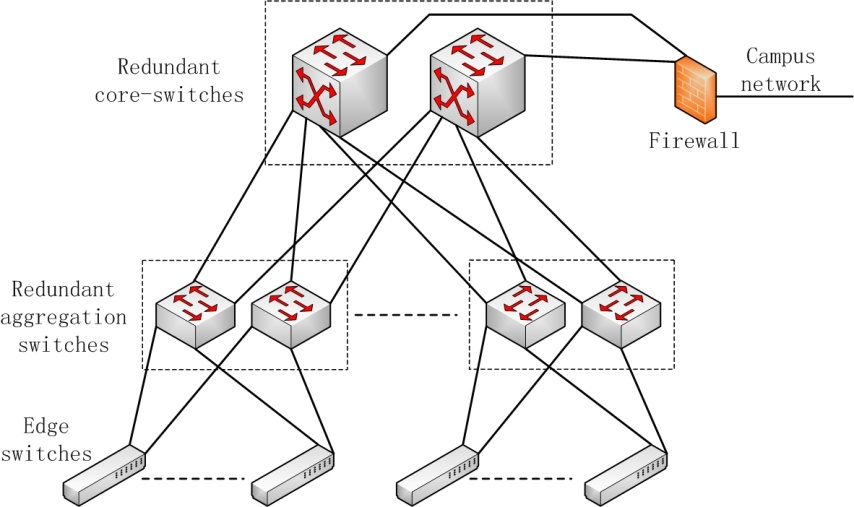 Redundant
core-switches
Campus
network
Firewall
Redundant
aggregation
switches
Edge
switches